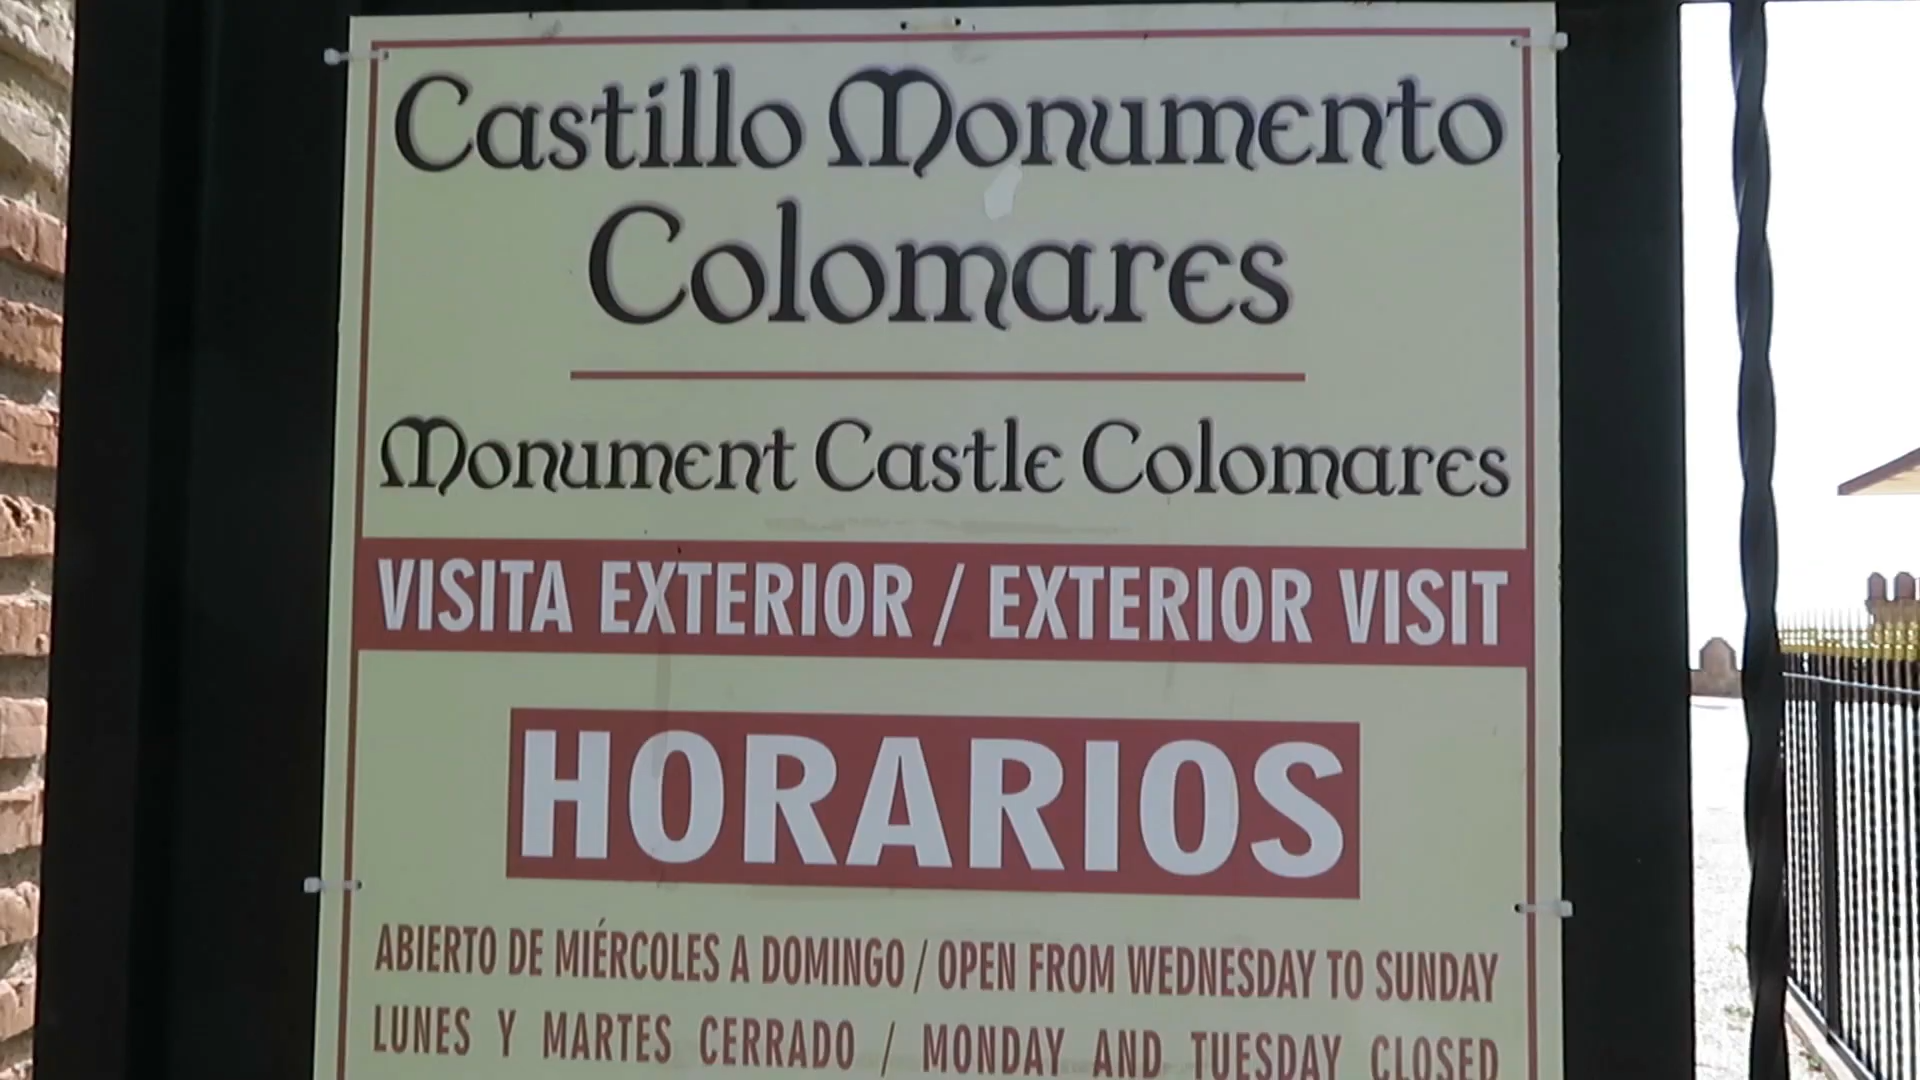 Castillo Monumento
Colomares
Monument Castle Colomares
VISITA EXTERIOR / EXTERIOR VISIT
HORARIOS
ABIERTO DE MIÉRCOLES A DOMINGO / OPEN FROM WEDNESDAY TO SUNDAY
LUNES Y MARTES CERRADO / MONDAY AND TUESDAY CLOSED